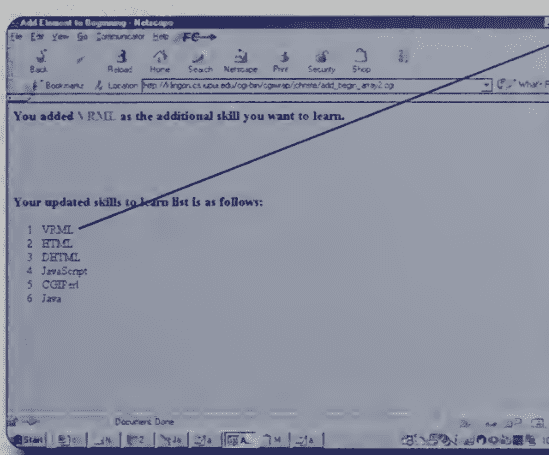 Add Element to Beginning - Netscape
File Edit View Go Communicator Help
Back Reload Home Search Netscape Print Security Shop
Bookmarks Location
You added VRML as the additional skill you want to learn.
Your updated skills to learn list is as follows:
1 VRML
2 HTML
3 DHTML
4 JavaScript
5 CGI/Perl
6 Java
Document: Done
Start